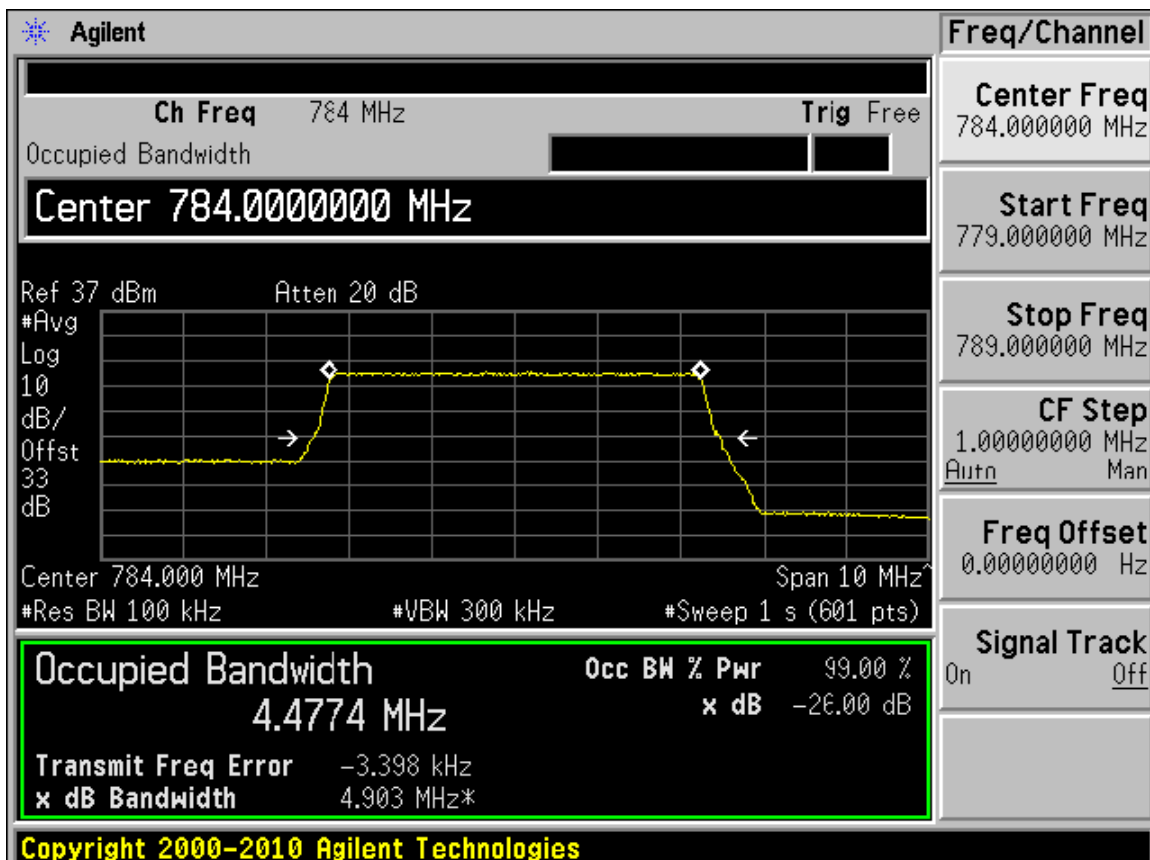 Agilent
Freq/Channel
Ch Freq 784 MHz
Trig Free
Occupied Bandwidth
Center 784.0000000 MHz
Ref 37 dBm
Atten 20 dB
#Avg
Log
10
dB/
Offst
33
dB
Center 784.000 MHz
Span 10 MHz^
#Res BW 100 kHz
#VBW 300 kHz
#Sweep 1 s (601 pts)
Occupied Bandwidth
4.4774 MHz
Occ BW % Pwr 99.00 %
x dB -26.00 dB
Transmit Freq Error -3.398 kHz
x dB Bandwidth 4.903 MHz*
Center Freq
784.000000 MHz
Start Freq
779.000000 MHz
Stop Freq
789.000000 MHz
CF Step
1.00000000 MHz
Auto Man
Freq Offset
0.00000000 Hz
Signal Track
On Off
Copyright 2000-2010 Agilent Technologies